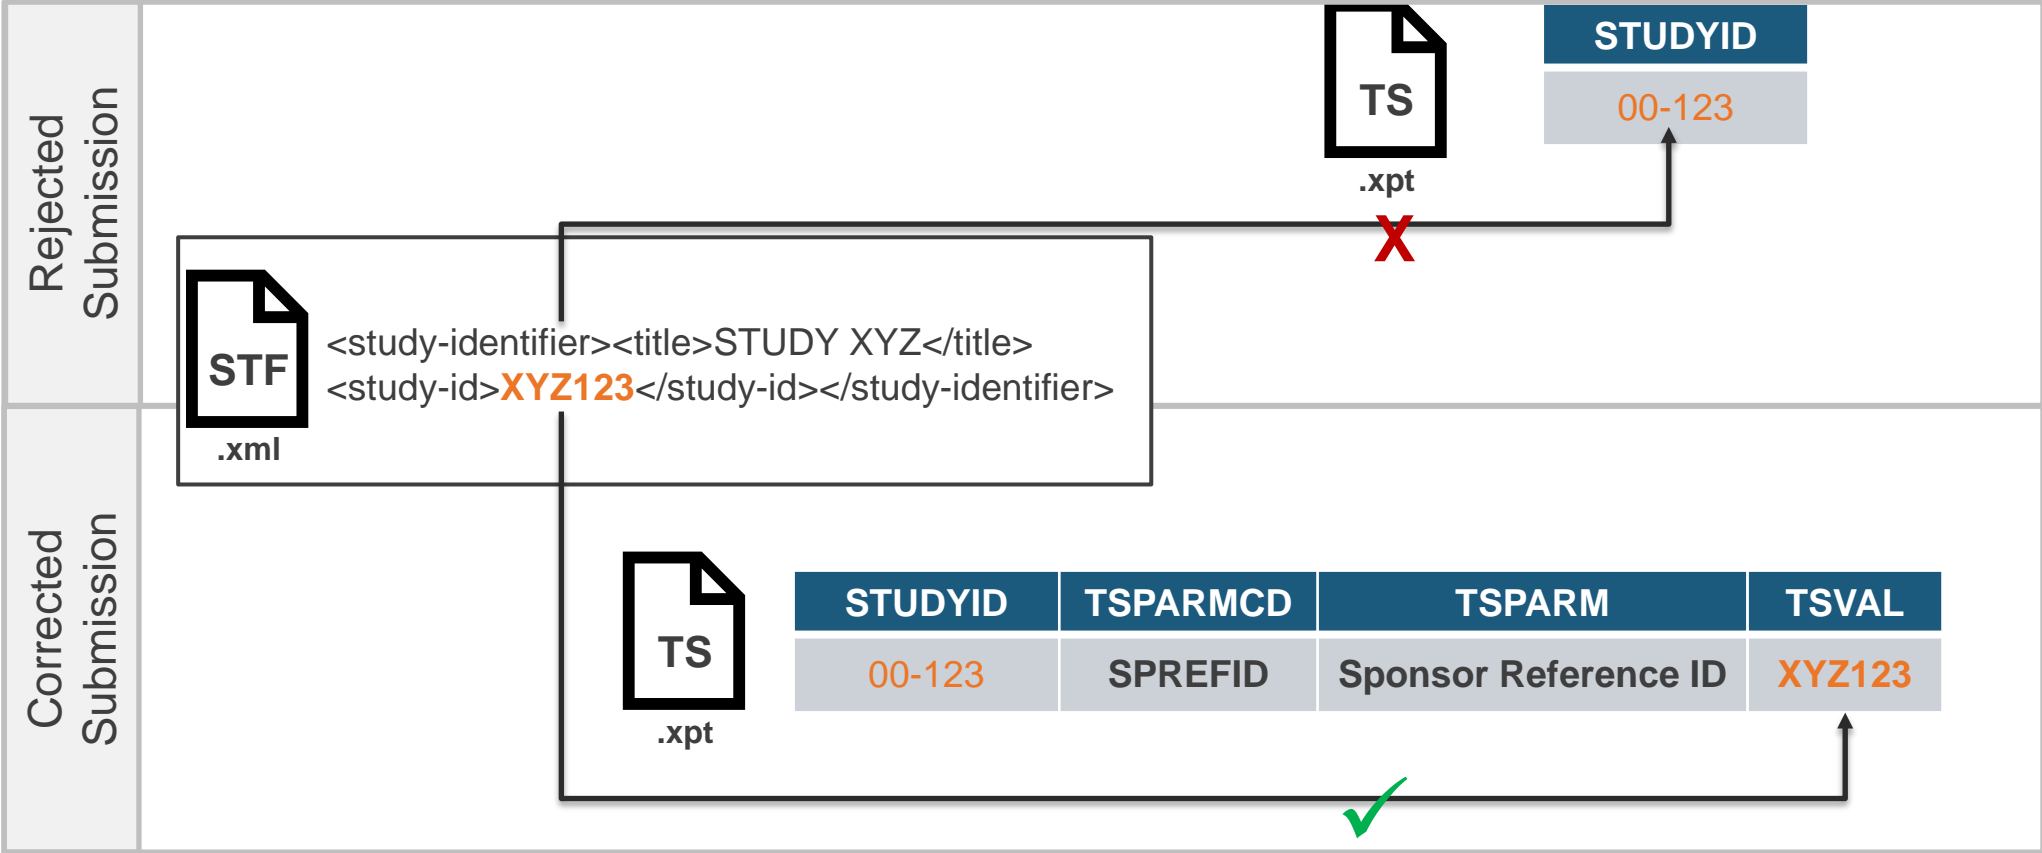 Rejected
Submission
TS
.xpt
STUDYID
00-123
X
STF
.xml
<study-identifier><title>STUDY XYZ</title>
<study-id>XYZ123</study-id></study-identifier>
Corrected
Submission
TS
.xpt
STUDYID TSPARMCD TSPARM TSVAL
00-123 SPREFID Sponsor Reference ID XYZ123